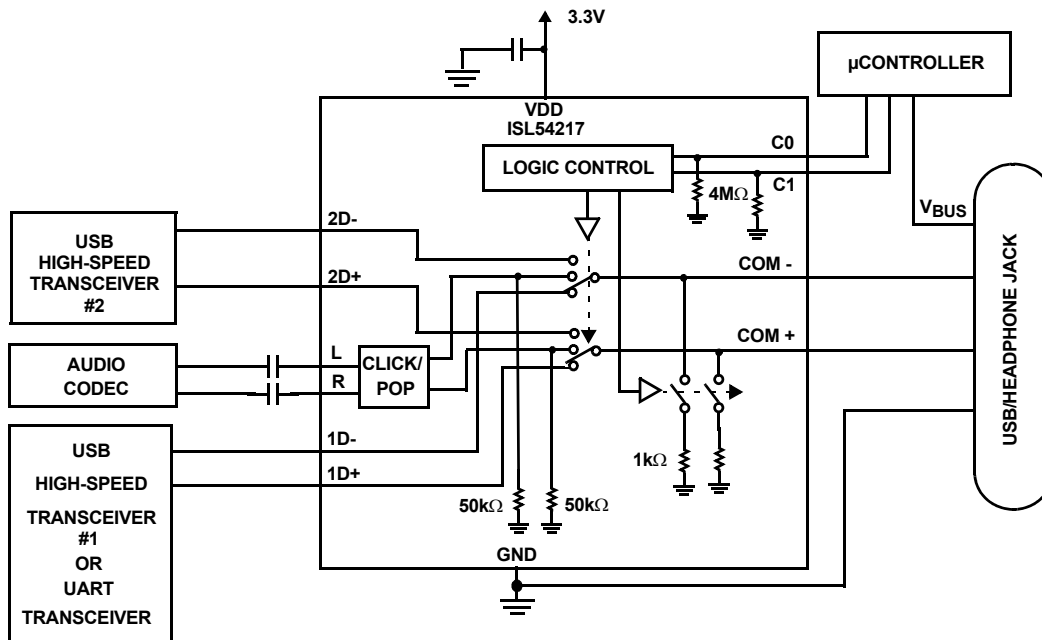 3.3V
µCONTROLLER
VDD
ISL54217
C0
LOGIC CONTROL
C1
4MΩ
VBUS
2D-
USB
HIGH-SPEED
TRANSCEIVER
#2
2D+
COM -
COM +
USB/HEADPHONE JACK
AUDIO
CODEC
L
R
CLICK/
POP
1D-
1D+
USB
HIGH-SPEED
TRANSCEIVER
#1
OR
UART
TRANSCEIVER
1kΩ
50kΩ
50kΩ
GND